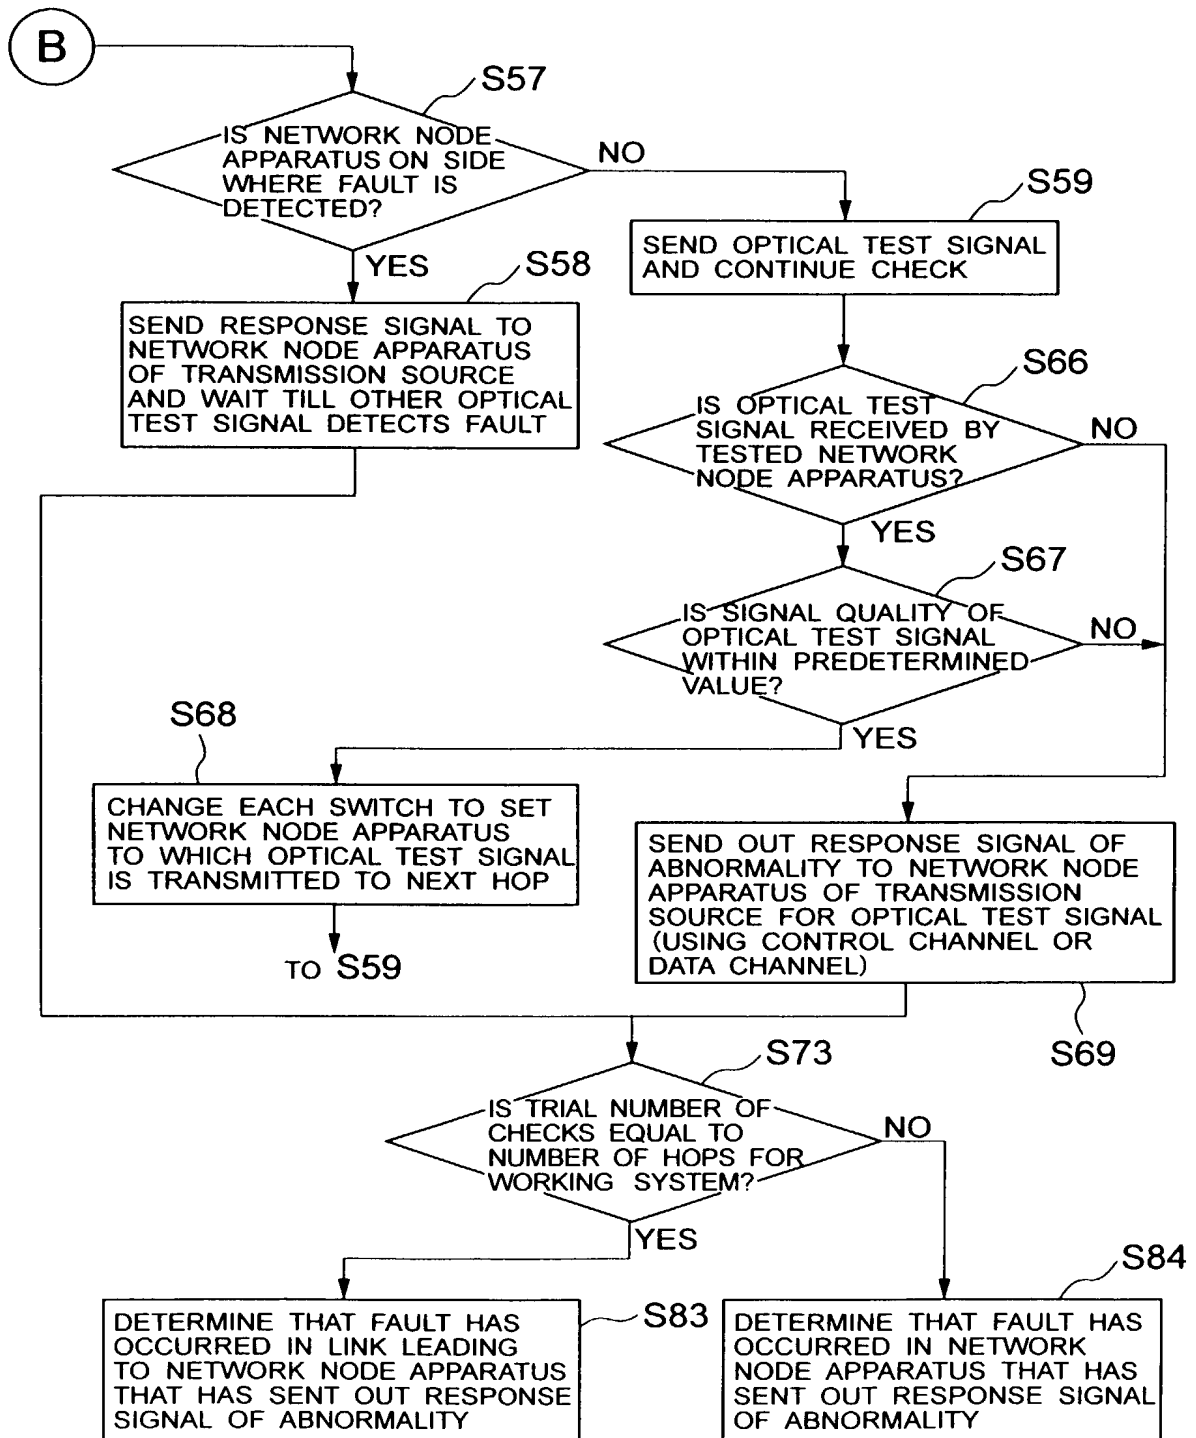 B
S57
IS NETWORK NODE
APPARATUS ON SIDE
WHERE FAULT IS
DETECTED?
NO
YES
S59
SEND OPTICAL TEST SIGNAL
AND CONTINUE CHECK
S58
SEND RESPONSE SIGNAL TO
NETWORK NODE APPARATUS
OF TRANSMISSION SOURCE
AND WAIT TILL OTHER OPTICAL
TEST SIGNAL DETECTS FAULT
S66
IS OPTICAL TEST
SIGNAL RECEIVED BY
TESTED NETWORK
NODE APPARATUS?
NO
YES
S67
IS SIGNAL QUALITY OF
OPTICAL TEST SIGNAL
WITHIN PREDETERMINED
VALUE?
NO
YES
S68
CHANGE EACH SWITCH TO SET
NETWORK NODE APPARATUS
TO WHICH OPTICAL TEST SIGNAL
IS TRANSMITTED TO NEXT HOP
TO S59
SEND OUT RESPONSE SIGNAL OF
ABNORMALITY TO NETWORK NODE
APPARATUS OF TRANSMISSION
SOURCE FOR OPTICAL TEST SIGNAL
(USING CONTROL CHANNEL OR
DATA CHANNEL)
S69
S73
IS TRIAL NUMBER OF
CHECKS EQUAL TO
NUMBER OF HOPS FOR
WORKING SYSTEM?
NO
YES
S83
DETERMINE THAT FAULT HAS
OCCURRED IN LINK LEADING
TO NETWORK NODE APPARATUS
THAT HAS SENT OUT RESPONSE
SIGNAL OF ABNORMALITY
S84
DETERMINE THAT FAULT HAS
OCCURRED IN NETWORK
NODE APPARATUS THAT HAS
SENT OUT RESPONSE SIGNAL
OF ABNORMALITY